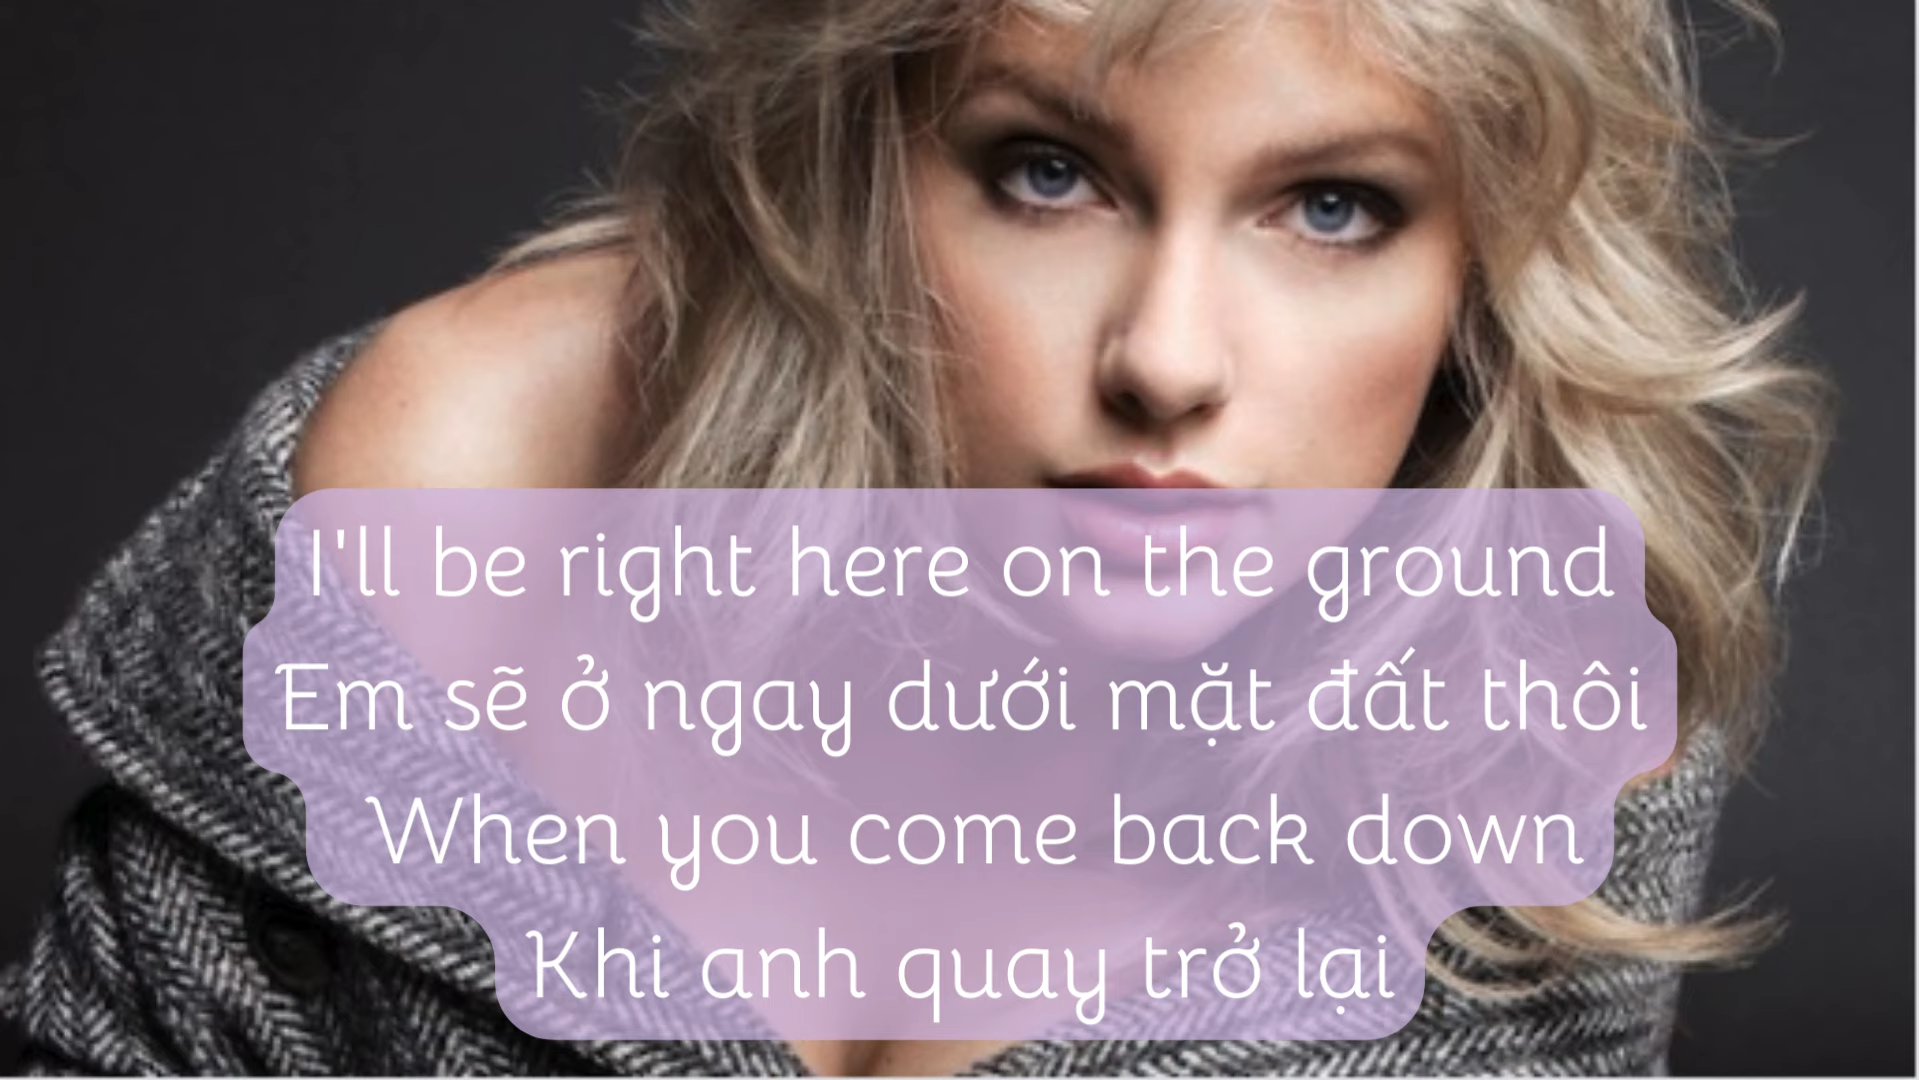 I'll be right here on the ground
Em sẽ ở ngay dưới mặt đất thôi
When you come back down
Khi anh quay trở lại